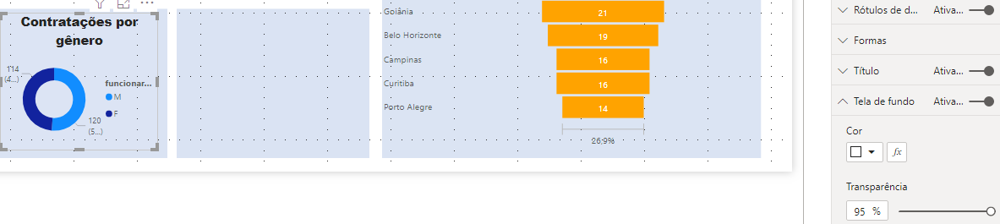 Contratações por
gênero
114
(4...)
funcionar...
M
F
120
(5...)
Goiânia
21
Belo Horizonte
19
Campinas
16
Curitiba
16
Porto Alegre
14
26,9%
Rótulos de d...
Ativa...
Formas
Título
Ativa...
Tela de fundo
Ativa...
Cor
fx
Transparência
95 %